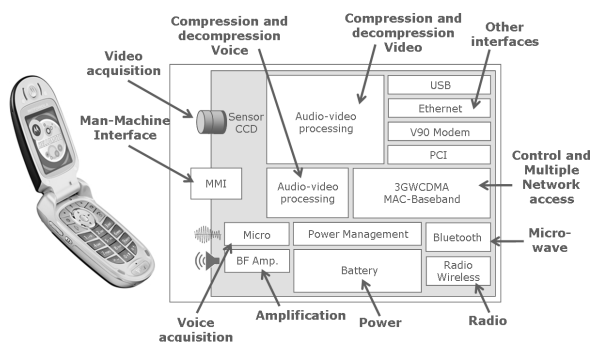 Compression and
decompression
Voice
Compression and
decompression
Video
Other
interfaces
Video
acquisition
Man-Machine
Interface
Sensor
CCD
Audio-video
processing
USB
Ethernet
V90 Modem
PCI
MMI
Audio-video
processing
3GWCDMA
MAC-Baseband
Control and
Multiple
Network
access
Micro
Power Management
Bluetooth
Micro-
wave
BF Amp.
Battery
Radio
Wireless
Voice
acquisition
Amplification
Power
Radio